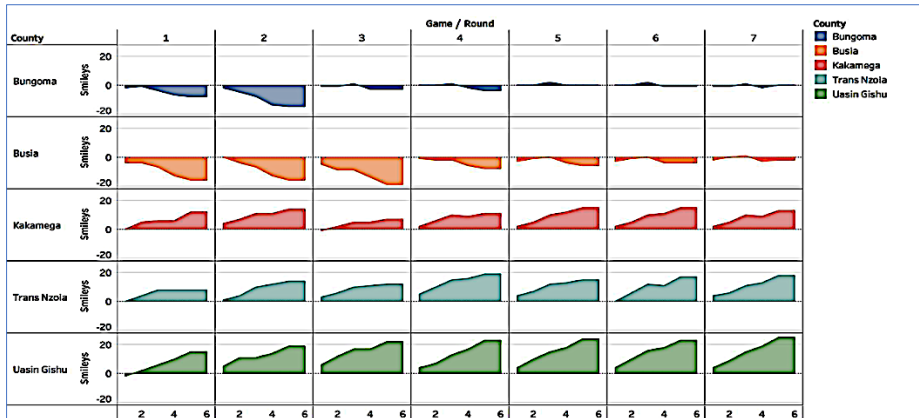 Game / Round
County
1 2 3 4 5 6 7
Bungoma
Smileys
20
0
-20
Busia
Smileys
20
0
-20
Kakamega
Smileys
20
0
-20
Trans Nzola
Smileys
20
0
-20
Uasin Gishu
Smileys
20
0
-20
2 4 6 2 4 6 2 4 6 2 4 6 2 4 6 2 4 6 2 4 6
County
Bungoma
Busia
Kakamega
Trans Nzola
Uasin Gishu